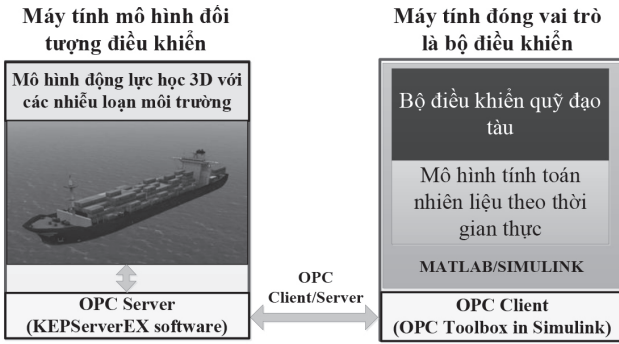 Máy tính mô hình đối
tượng điều khiển
Mô hình động lực học 3D với
các nhiễu loạn môi trường
OPC Server
(KEPServerEX software)
OPC
Client/Server
Máy tính đóng vai trò
là bộ điều khiển
Bộ điều khiển quỹ đạo
tàu
Mô hình tính toán
nhiên liệu theo thời
gian thực
MATLAB/SIMULINK
OPC Client
(OPC Toolbox in Simulink)